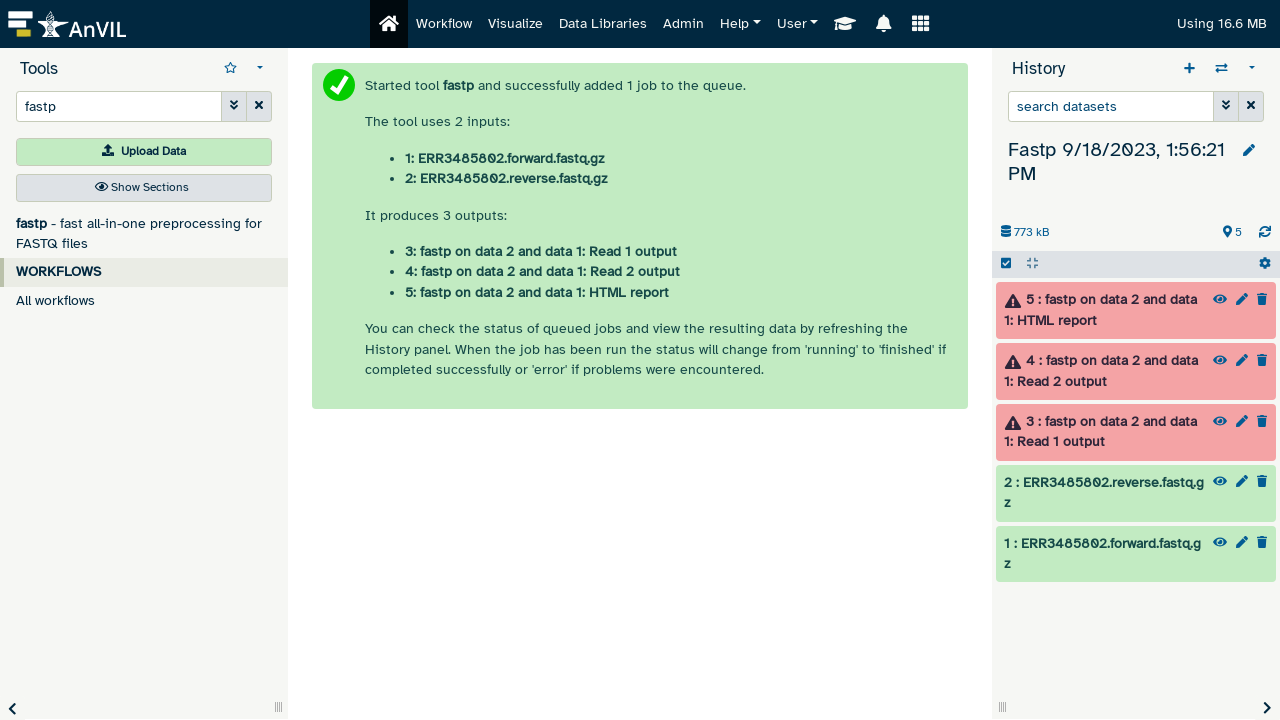 AnVIL
Workflow
Visualize
Data Libraries
Admin
Help
User
Using 16.6 MB
Tools
fastp
Upload Data
Show Sections
fastp - fast all-in-one preprocessing for
FASTQ files
WORKFLOWS
All workflows
Started tool fastp and successfully added 1 job to the queue.
The tool uses 2 inputs:
1: ERR3485802.forward.fastq.gz
2: ERR3485802.reverse.fastq.gz
It produces 3 outputs:
3: fastp on data 2 and data 1: Read 1 output
4: fastp on data 2 and data 1: Read 2 output
5: fastp on data 2 and data 1: HTML report
You can check the status of queued jobs and view the resulting data by refreshing the
History panel. When the job has been run the status will change from 'running' to 'finished' if
completed successfully or 'error' if problems were encountered.
History
search datasets
Fastp 9/18/2023, 1:56:21
PM
773 kB
5
5 : fastp on data 2 and data
1: HTML report
4 : fastp on data 2 and data
1: Read 2 output
3 : fastp on data 2 and data
1: Read 1 output
2 : ERR3485802.reverse.fastq.g
z
1 : ERR3485802.forward.fastq.g
z